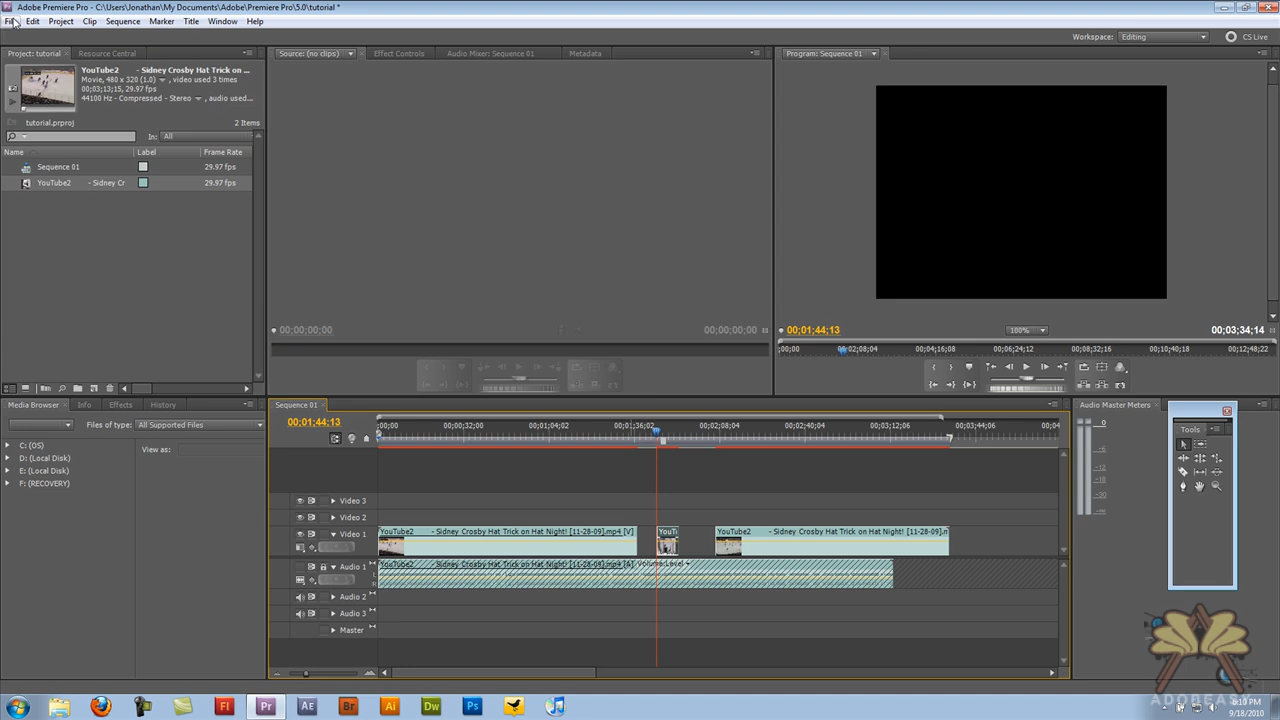 Adobe Premiere Pro - C:\Users\Jonathan\My Documents\Adobe\Premiere Pro\5.0\tutorial *
File Edit Project Clip Sequence Marker Title Window Help
Workspace: Editing CS Live
Project: tutorial Resource Central
Source: (no clips) Effect Controls Audio Mixer: Sequence 01 Metadata
Program: Sequence 01
YouTube2 - Sidney Crosby Hat Trick on ...
Movie, 480 x 320 (1.0) , video used 3 times
00;03;13;15, 29.97 fps
44100 Hz - Compressed - Stereo , audio used...
tutorial.prproj 2 Items
In: All
Name Label Frame Rate
Sequence 01 29.97 fps
YouTube2 - Sidney Cr 29.97 fps
00;00;00;00 00;00;00;00
00;01;44;13 100% 00;03;34;14
;00;00 00;02;08;04 00;04;16;08 00;06;24;12 00;08;32;16 00;10;40;18 00;12;48;22
Media Browser Info Effects History
Files of type: All Supported Files
View as:
C: (OS)
D: (Local Disk)
E: (Local Disk)
F: (RECOVERY)
Sequence 01
00;01;44;13
;00;00 00;00;32;00 00;01;04;02 00;01;36;02 00;02;08;04 00;02;40;04 00;03;12;06 00;03;44;06 00;04
Video 3
Video 2
Video 1
YouTube2 - Sidney Crosby Hat Trick on Hat Night! [11-28-09].mp4 [V] YouTu YouTube2 - Sidney Crosby Hat Trick on Hat Night! [11-28-09].m
Audio 1
YouTube2 - Sidney Crosby Hat Trick on Hat Night! [11-28-09].mp4 [A] Volume:Level
L
R
Audio 2
Audio 3
Master
Audio Master Meters
0
-6
-12
-18
Tools
Fl Pr Ae Br Ai Dw Ps
6:10 PM
9/18/2010
ADOBEASY